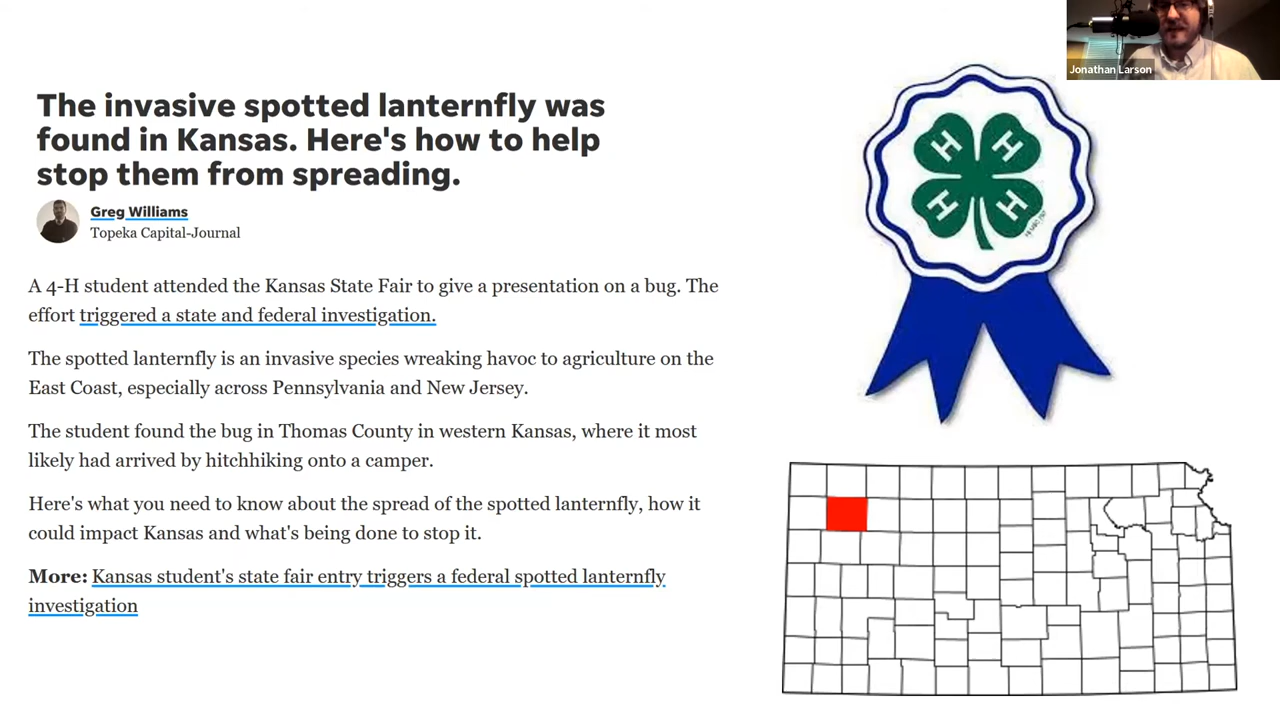 Jonathan Larson
The invasive spotted lanternfly was
found in Kansas. Here's how to help
stop them from spreading.
Greg Williams
Topeka Capital-Journal
A 4-H student attended the Kansas State Fair to give a presentation on a bug. The
effort triggered a state and federal investigation.
The spotted lanternfly is an invasive species wreaking havoc to agriculture on the
East Coast, especially across Pennsylvania and New Jersey.
The student found the bug in Thomas County in western Kansas, where it most
likely had arrived by hitchhiking onto a camper.
Here's what you need to know about the spread of the spotted lanternfly, how it
could impact Kansas and what's being done to stop it.
More: Kansas student's state fair entry triggers a federal spotted lanternfly
investigation
H H
H H